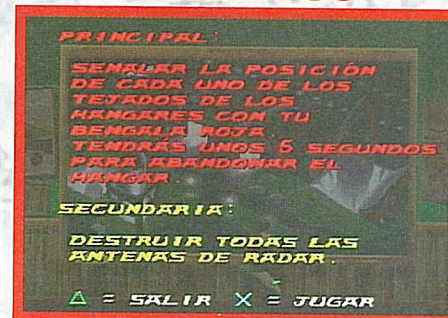 PRINCIPAL:
SEÑALAR LA POSICIÓN
DE CADA UNO DE LOS
TEJADOS DE LOS
HANGARES CON TU
BENGALA ROJA.
TENDRÁS UNOS 5 SEGUNDOS
PARA ABANDONAR EL
HANGAR.
SECUNDARIA:
DESTRUIR TODAS LAS
ANTENAS DE RADAR.
△ = SALIR X = JUGAR